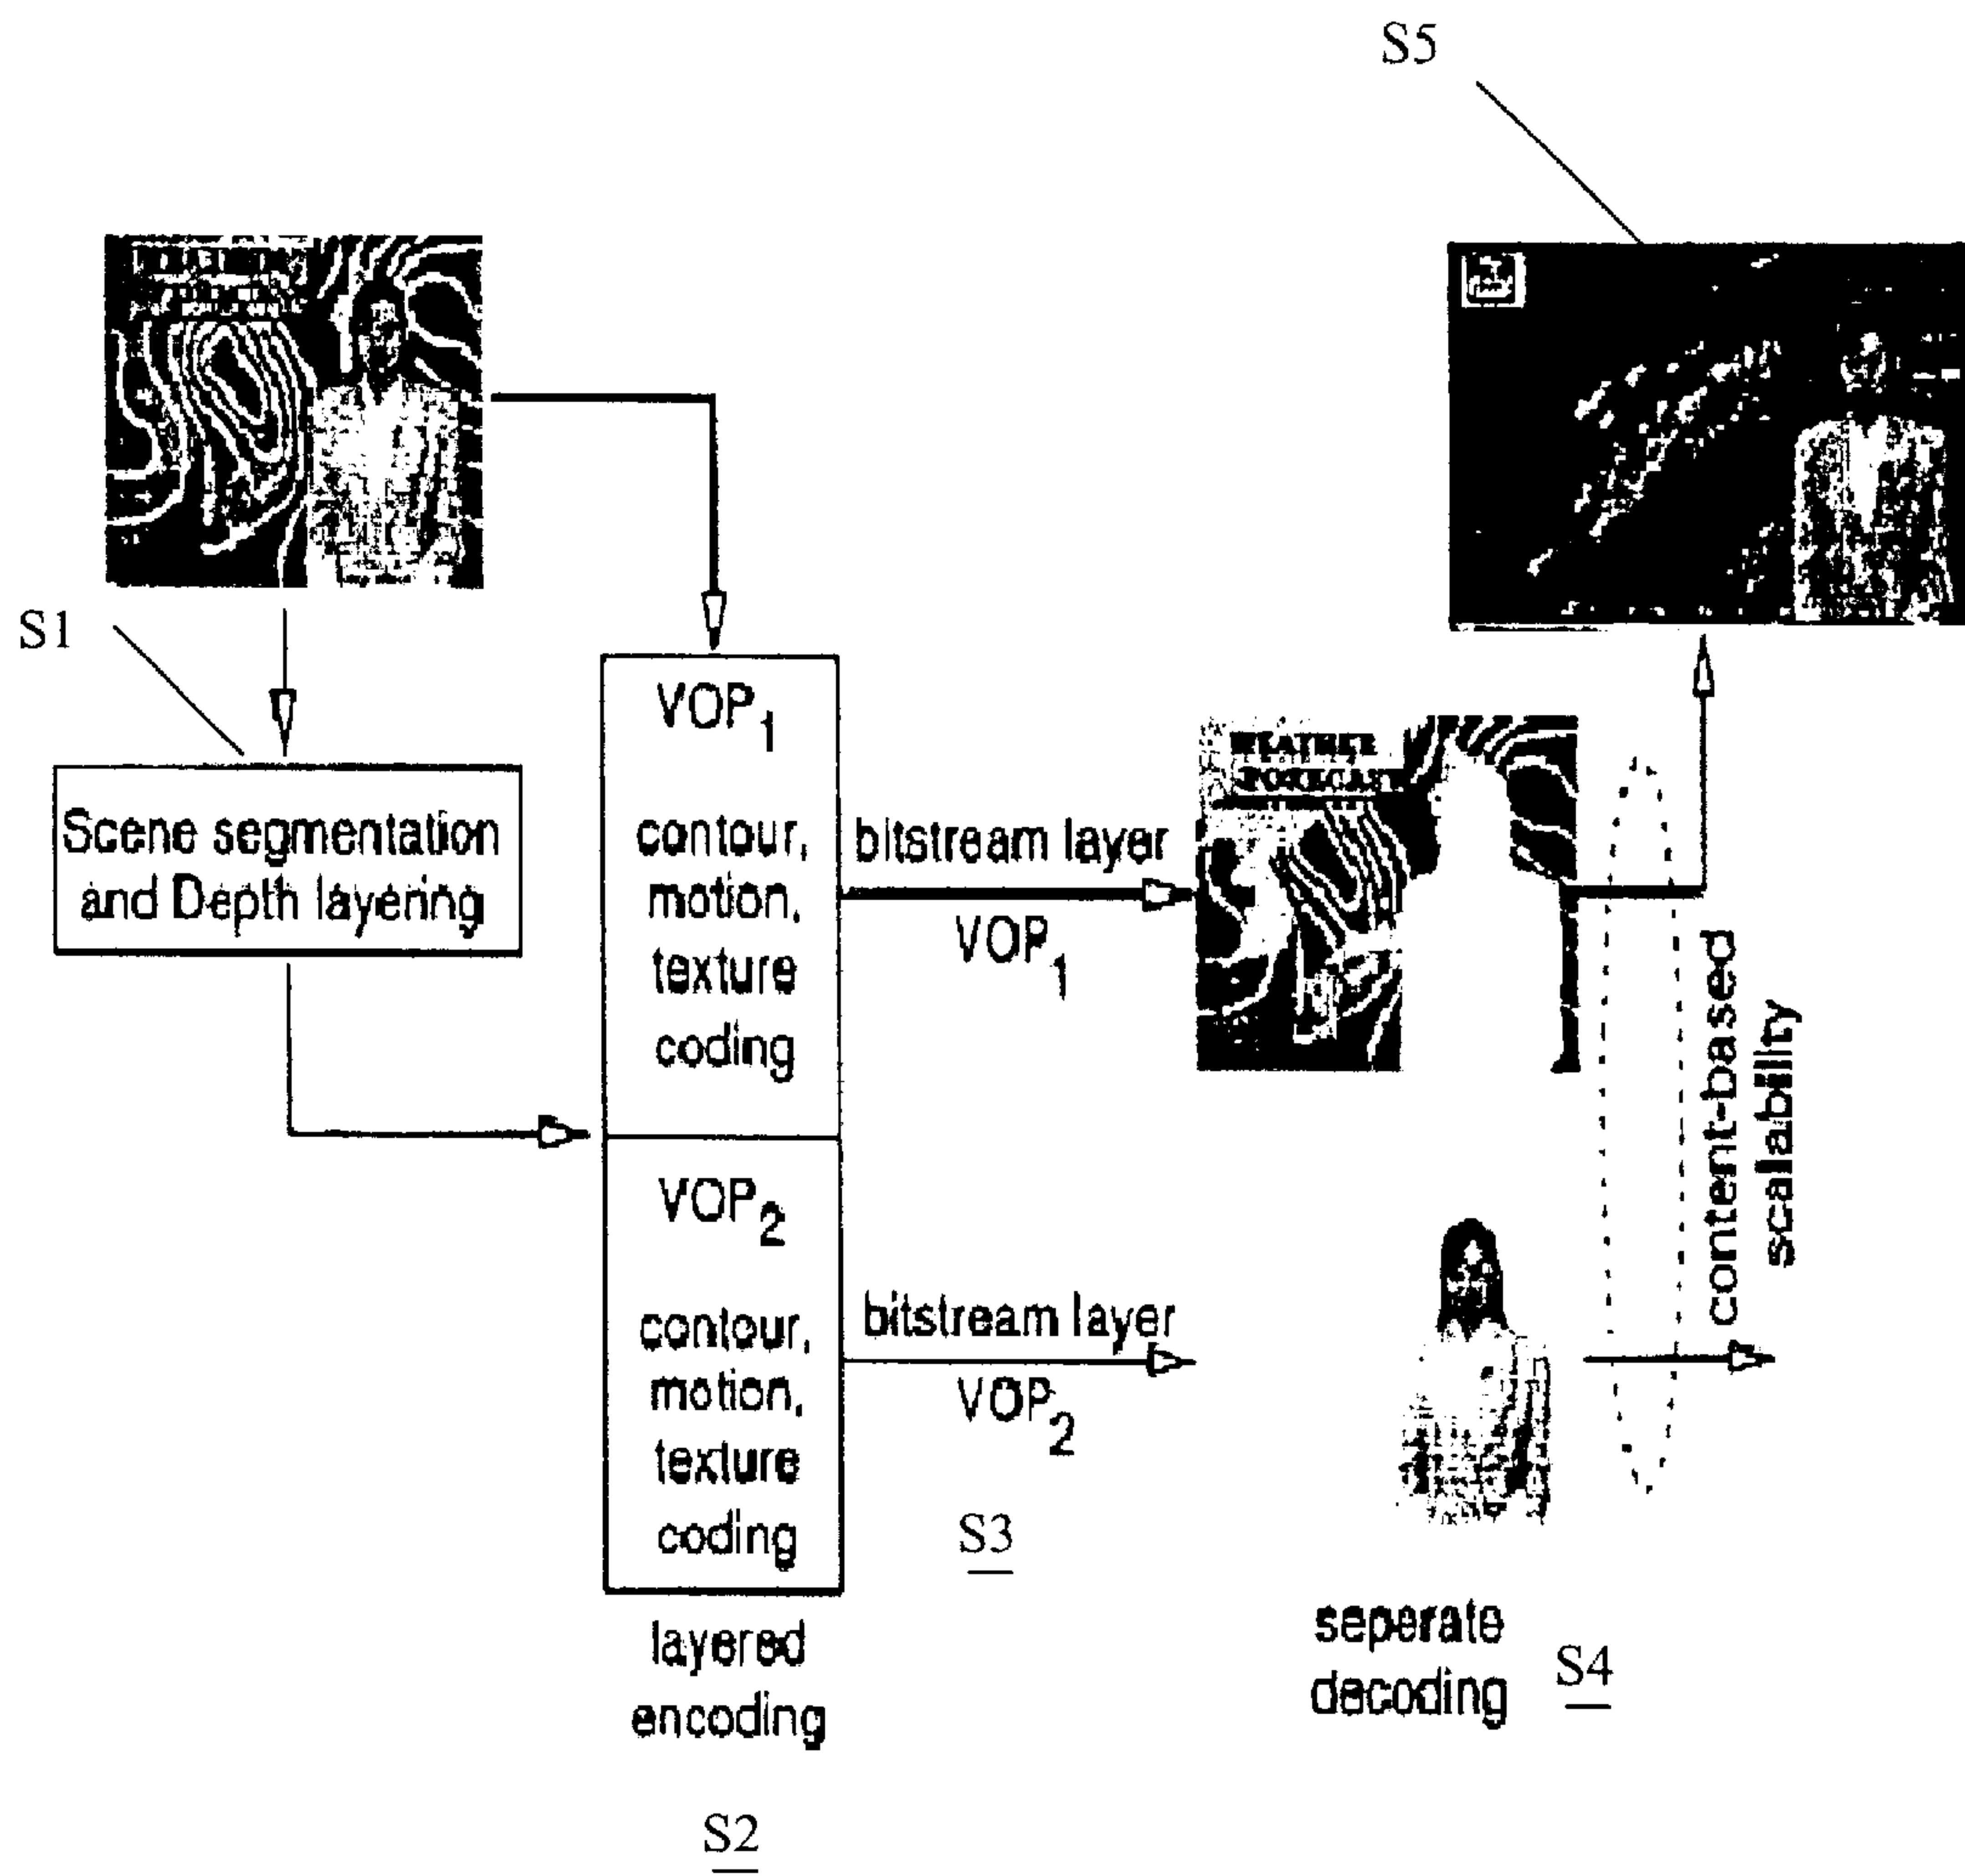 S5
S1
Scene segmentation
and Depth layering
VOP1
contour,
motion,
texture
coding
VOP2
contour,
motion,
texture
coding
layered
encoding
S2
bitstream layer
VOP1
bitstream layer
VOP2
S3
WEATHER
FORECAST
seperate
decoding
S4
content-based
scalability